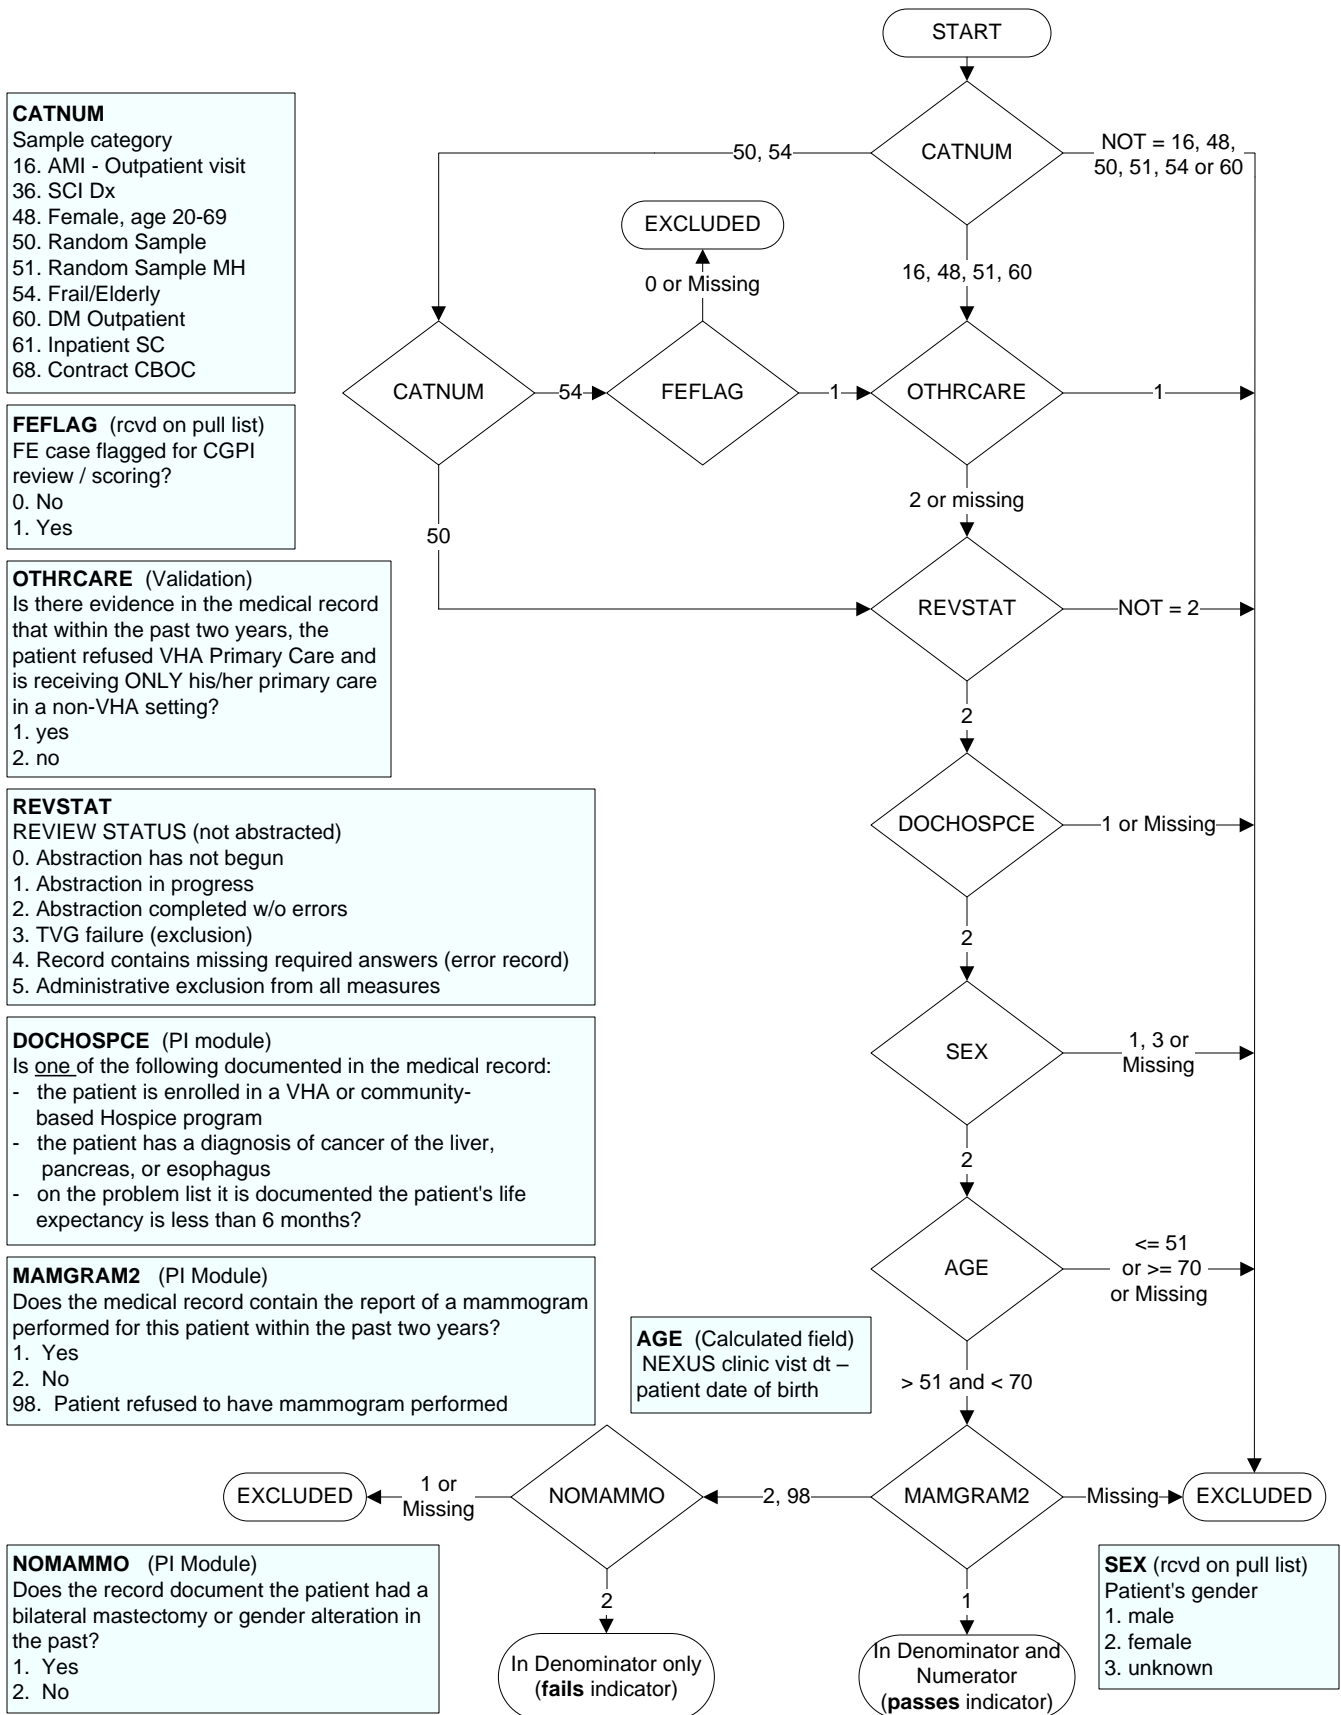 START
CATNUM
Sample category
16. AMI - Outpatient visit
36. SCI Dx
48. Female, age 20-69
50. Random Sample
51. Random Sample MH
54. Frail/Elderly
60. DM Outpatient
61. Inpatient SC
68. Contract CBOC
50, 54
CATNUM
NOT = 16, 48,
50, 51, 54 or 60
EXCLUDED
0 or Missing
16, 48, 51, 60
CATNUM
54
FEFLAG
1
OTHRCARE
1
FEFLAG (rcvd on pull list)
FE case flagged for CGPI
review / scoring?
0. No
1. Yes
50
2 or missing
OTHRCARE (Validation)
Is there evidence in the medical record
that within the past two years, the
patient refused VHA Primary Care and
is receiving ONLY his/her primary care
in a non-VHA setting?
1. yes
2. no
REVSTAT
NOT = 2
2
REVSTAT
REVIEW STATUS (not abstracted)
0. Abstraction has not begun
1. Abstraction in progress
2. Abstraction completed w/o errors
3. TVG failure (exclusion)
4. Record contains missing required answers (error record)
5. Administrative exclusion from all measures
DOCHOSPCE
1 or Missing
2
DOCHOSPCE (PI module)
Is one of the following documented in the medical record:
- the patient is enrolled in a VHA or community-
based Hospice program
- the patient has a diagnosis of cancer of the liver,
pancreas, or esophagus
- on the problem list it is documented the patient's life
expectancy is less than 6 months?
SEX
1, 3 or
Missing
2
MAMGRAM2 (PI Module)
Does the medical record contain the report of a mammogram
performed for this patient within the past two years?
1. Yes
2. No
98. Patient refused to have mammogram performed
AGE
<= 51
or >= 70
or Missing
AGE (Calculated field)
NEXUS clinic vist dt –
patient date of birth
> 51 and < 70
EXCLUDED
1 or
Missing
NOMAMMO
2, 98
MAMGRAM2
Missing
EXCLUDED
NOMAMMO (PI Module)
Does the record document the patient had a
bilateral mastectomy or gender alteration in
the past?
1. Yes
2. No
2
In Denominator only
(fails indicator)
1
In Denominator and
Numerator
(passes indicator)
SEX (rcvd on pull list)
Patient's gender
1. male
2. female
3. unknown